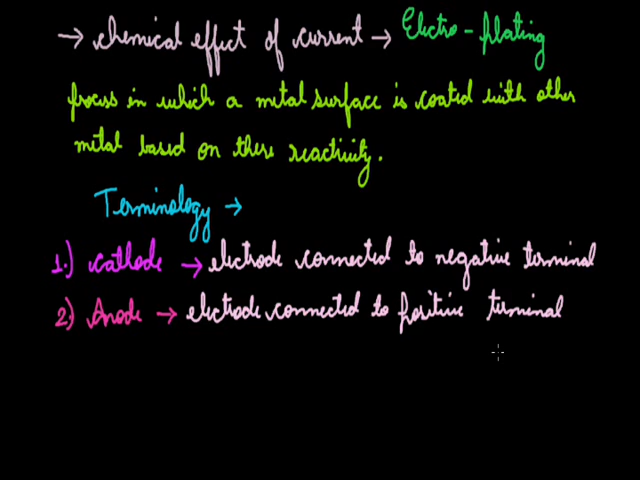 → chemical effect of current → Electro-plating
process in which a metal surface is coated with other
metal based on there reactivity.
Terminology →
1.) Cathode → electrode connected to negative terminal
2.) Anode → electrode connected to positive terminal